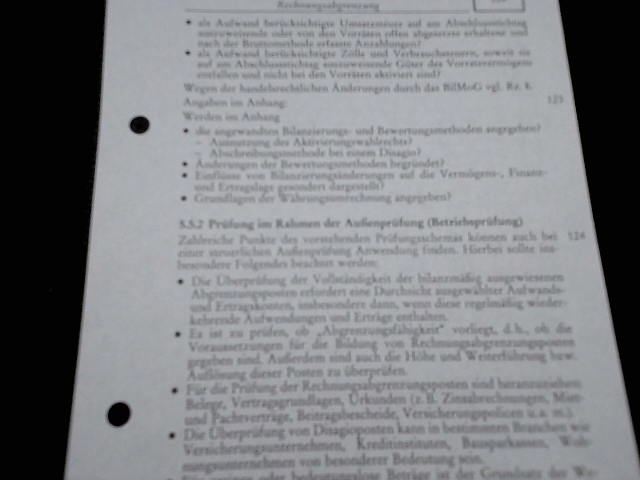 Rechnungsabgrenzung
• als Aufwand berücksichtigte Umsatzsteuer auf am Abschlussstichtag
auszuweisende oder von den Vorräten offen abgesetzte erhaltene und
nach der Bruttomethode erfasste Anzahlungen?
• als Aufwand berücksichtigte Zölle und Verbrauchsteuern, soweit sie
auf am Abschlussstichtag auszuweisende Güter des Vorratsvermögens
entfallen und nicht bei den Vorräten aktiviert sind?
Wegen der handelsrechtlichen Änderungen durch das BilMoG vgl. Rz. 8.
Angaben im Anhang: 123
Werden im Anhang
• die angewandten Bilanzierungs- und Bewertungsmethoden angegeben?
– Ausnutzung des Aktivierungswahlrechts?
– Abschreibungsmethode bei einem Disagio?
• Änderungen der Bewertungsmethoden begründet?
• Einflüsse von Bilanzierungsänderungen auf die Vermögens-, Finanz-
und Ertragslage gesondert dargestellt?
• Grundlagen der Währungsumrechnung angegeben?
5.5.2 Prüfung im Rahmen der Außenprüfung (Betriebsprüfung)
Zahlreiche Punkte des vorstehenden Prüfungsschemas können auch bei 124
einer steuerlichen Außenprüfung Anwendung finden. Hierbei sollte ins-
besondere Folgendes beachtet werden:
• Die Überprüfung der Vollständigkeit der bilanzmäßig ausgewiesenen
Abgrenzungsposten erfordert eine Durchsicht ausgewählter Aufwands-
und Ertragskonten, insbesondere dann, wenn diese regelmäßig wieder-
kehrende Aufwendungen und Erträge enthalten.
• Es ist zu prüfen, ob „Abgrenzungsfähigkeit“ vorliegt, d.h., ob die
Voraussetzungen für die Bildung von Rechnungsabgrenzungsposten
gegeben sind. Außerdem sind auch die Höhe und Weiterführung bzw.
Auflösung dieser Posten zu überprüfen.
• Für die Prüfung der Rechnungsabgrenzungsposten sind heranzuziehen:
Belege, Vertragsgrundlagen, Urkunden (z.B. Zinsabrechnungen, Miet-
und Pachtverträge, Beitragsbescheide, Versicherungspolicen u.a.m.).
• Die Überprüfung von Disagioposten kann in bestimmten Branchen wie
Versicherungsunternehmen, Kreditinstituten, Bausparkassen, Woh-
nungsunternehmen von besonderer Bedeutung sein.
oder bedeutungslose Beträge ist der Grundsatz der We-